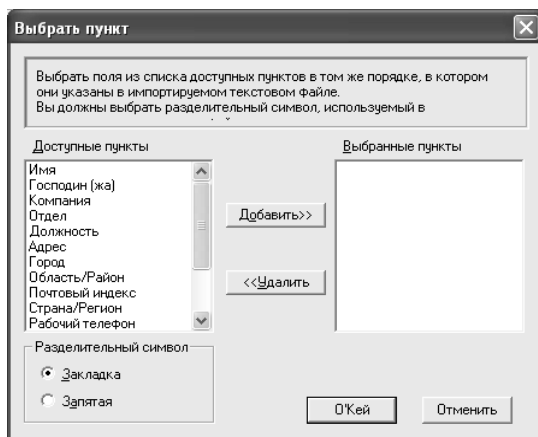 Выбрать пункт
Выбрать поля из списка доступных пунктов в том же порядке, в котором
они указаны в импортируемом текстовом файле.
Вы должны выбрать разделительный символ, используемый в
Доступные пункты
Имя
Господин (жа)
Компания
Отдел
Должность
Адрес
Город
Область/Район
Почтовый индекс
Страна/Регион
Рабочий телефон
Добавить>>
<<Удалить
Выбранные пункты
Разделительный символ
Закладка
Запятая
О'Кей
Отменить